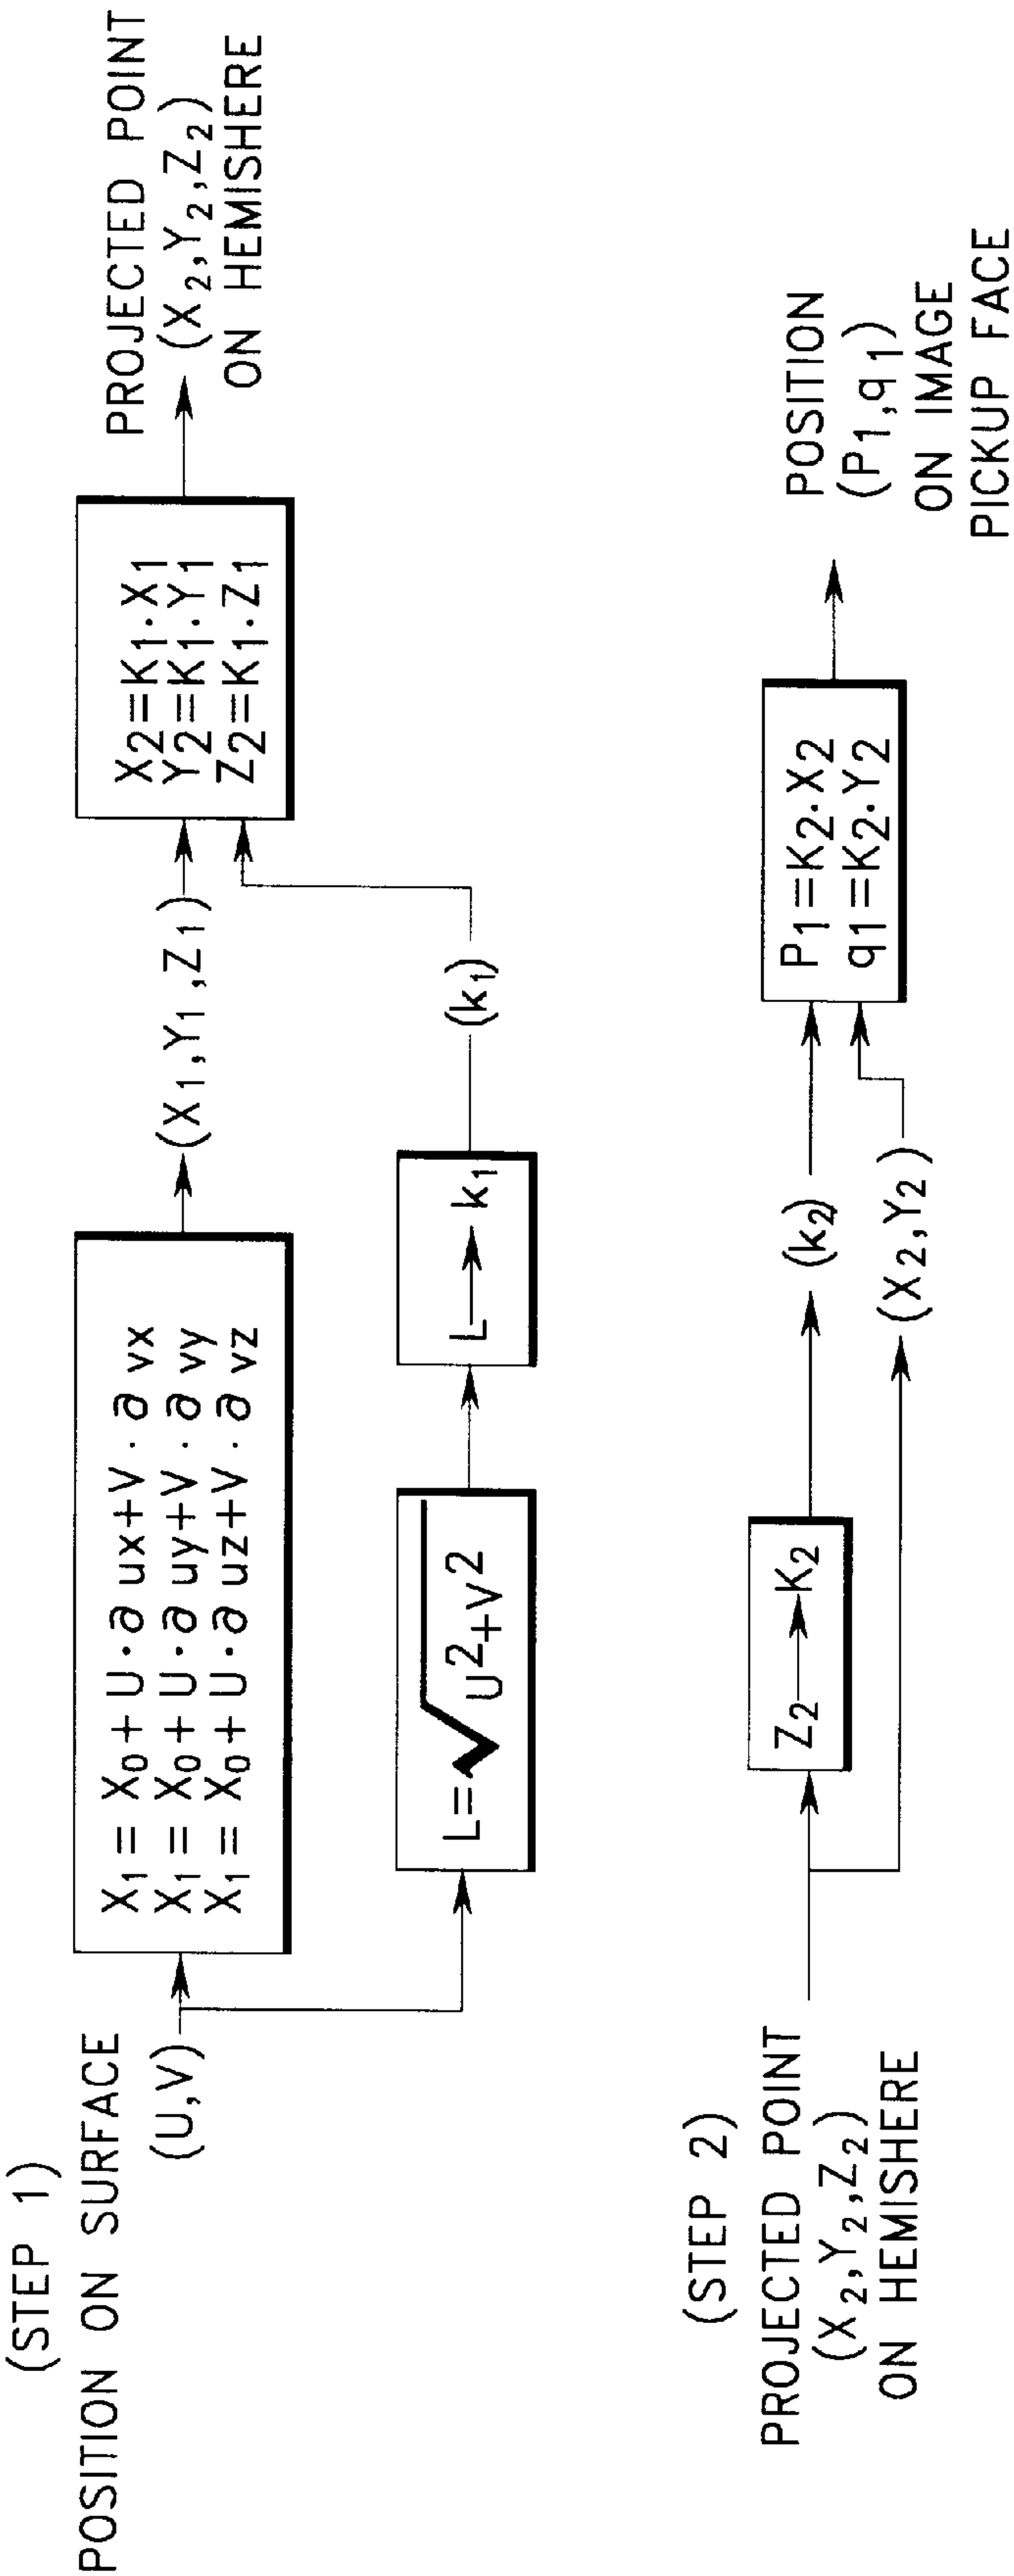 (STEP 1)
POSITION ON SURFACE
(U,V)
X₁ = X₀+U·∂ux+V·∂vx
X₁ = X₀+U·∂uy+V·∂vy
X₁ = X₀+U·∂uz+V·∂vz
(X₁,Y₁,Z₁)
L=√U²+V²
L→k₁
(k₁)
X₂=K₁·X₁
Y₂=K₁·Y₁
Z₂=K₁·Z₁
PROJECTED POINT
(X₂,Y₂,Z₂)
ON HEMISHERE
(STEP 2)
PROJECTED POINT
(X₂,Y₂,Z₂)
ON HEMISHERE
Z₂→K₂
(k₂)
(X₂,Y₂)
P₁=K₂·X₂
q₁=K₂·Y₂
POSITION
(P₁,q₁)
ON IMAGE
PICKUP FACE